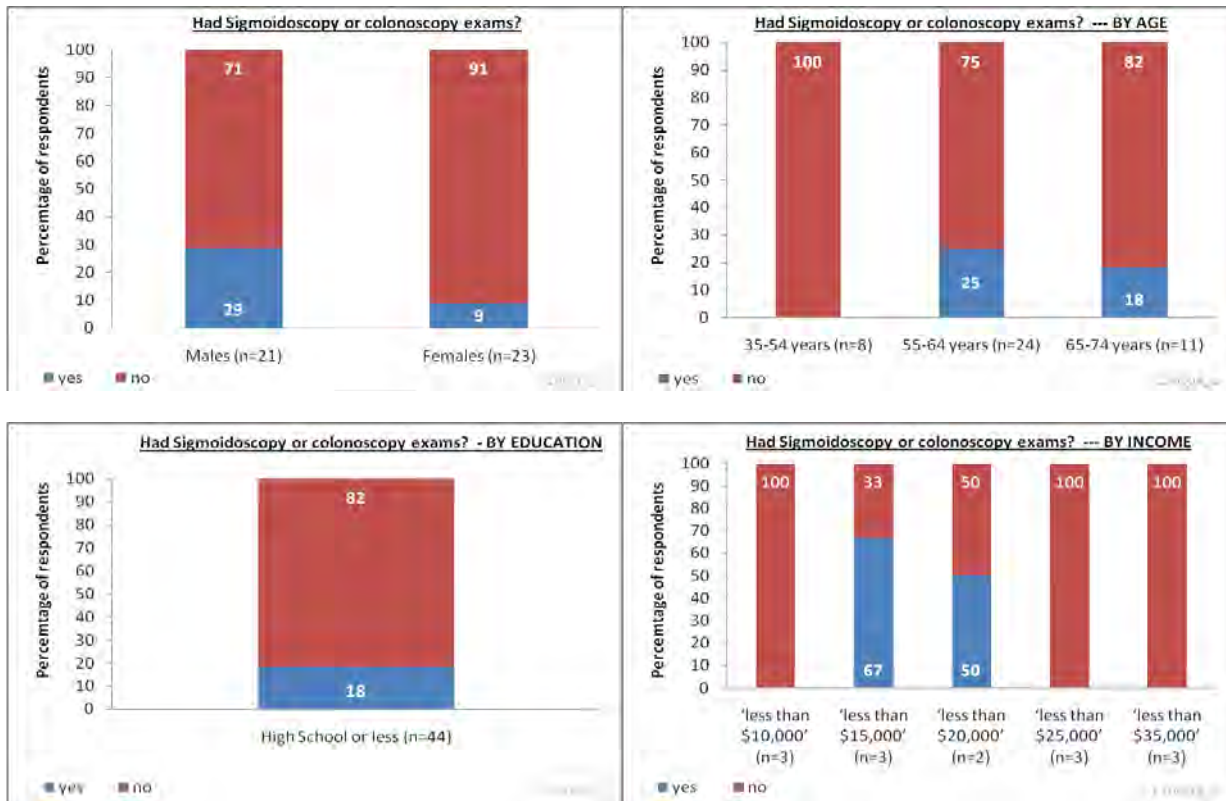 Had Sigmoidoscopy or colonoscopy exams?
Percemtage of respondents
100
90
80
70
60
50
40
30
20
10
0
71
91
29
9
Males (n=21)
Females (n=23)
yes
no
Had Sigmoidoscopy or colonoscopy exams? --- BY AGE
Percemtage of respondents
100
90
80
70
60
50
40
30
20
10
0
100
75
82
25
18
35-54 years (n=8)
55-64 years (n=24)
65-74 years (n=11)
yes
no
Had Sigmoidoscopy or colonoscopy exams? - BY EDUCATION
Percemtage of respondents
100
90
80
70
60
50
40
30
20
10
0
82
18
High School or less (n=44)
yes
no
Had Sigmoidoscopy or colonoscopy exams? --- BY INCOME
Percemtage of respondents
100
90
80
70
60
50
40
30
20
10
0
100
33
50
100
100
67
50
'less than
$10,000'
(n=3)
'less than
$15,000'
(n=3)
'less than
$20,000'
(n=2)
'less than
$25,000'
(n=3)
'less than
$35,000'
(n=3)
yes
no